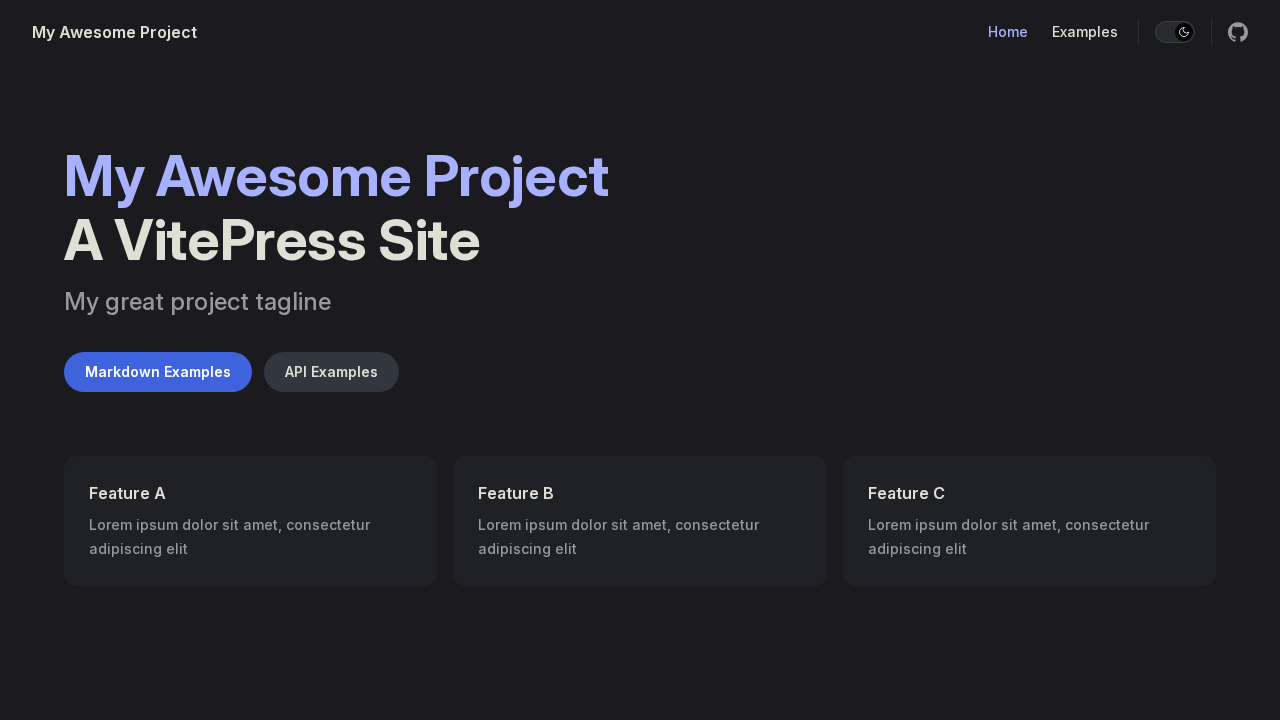 My Awesome Project
Home
Examples
My Awesome Project
A VitePress Site
My great project tagline
Markdown Examples
API Examples
Feature A
Lorem ipsum dolor sit amet, consectetur
adipiscing elit
Feature B
Lorem ipsum dolor sit amet, consectetur
adipiscing elit
Feature C
Lorem ipsum dolor sit amet, consectetur
adipiscing elit